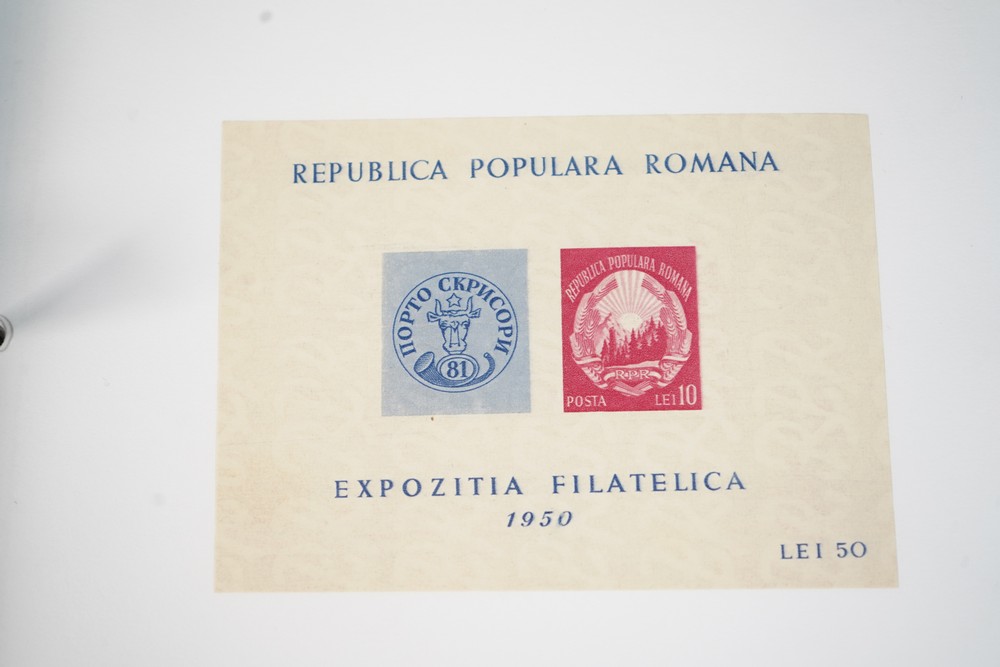 REPUBLICA POPULARA ROMANA
ПОРТО СКРИСОРИ
81
REPUBLICA POPULARA ROMANA
RPR
POSTA LEI 10
EXPOZITIA FILATELICA
1950
LEI 50